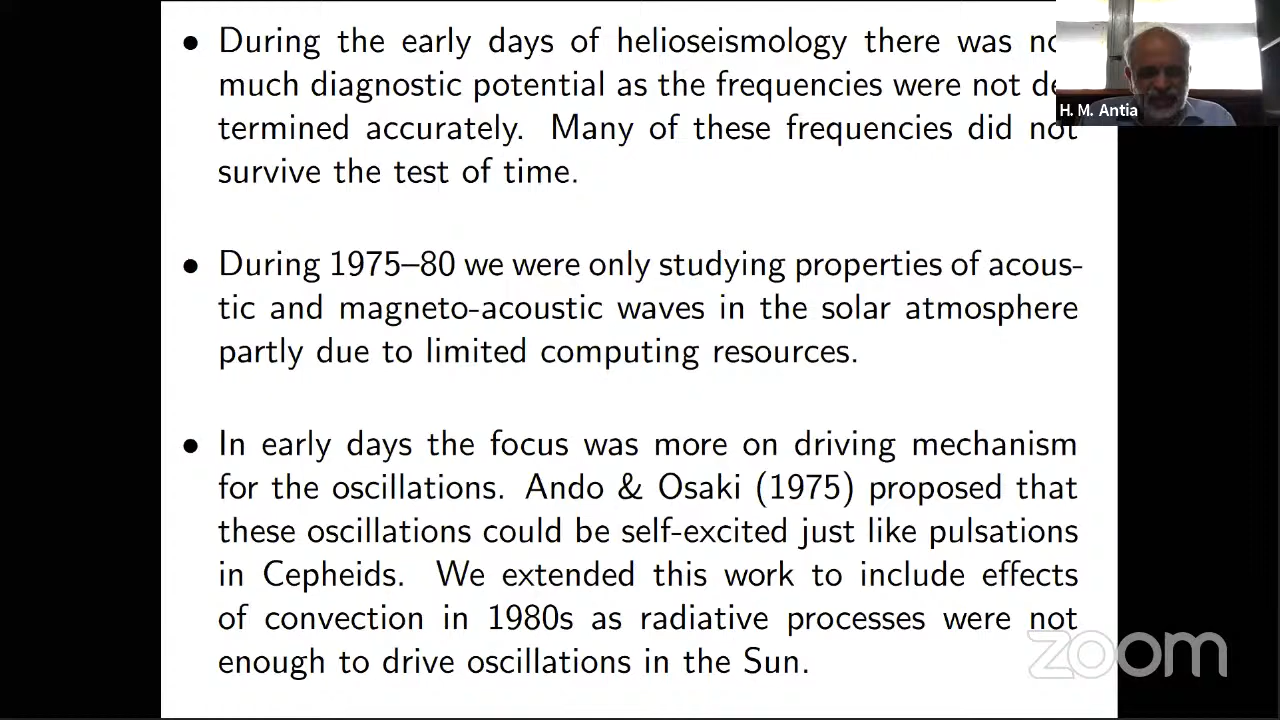 • During the early days of helioseismology there was no
much diagnostic potential as the frequencies were not de
termined accurately. Many of these frequencies did not
survive the test of time.
• During 1975–80 we were only studying properties of acous-
tic and magneto-acoustic waves in the solar atmosphere
partly due to limited computing resources.
• In early days the focus was more on driving mechanism
for the oscillations. Ando & Osaki (1975) proposed that
these oscillations could be self-excited just like pulsations
in Cepheids. We extended this work to include effects
of convection in 1980s as radiative processes were not
enough to drive oscillations in the Sun.
H. M. Antia
zoom